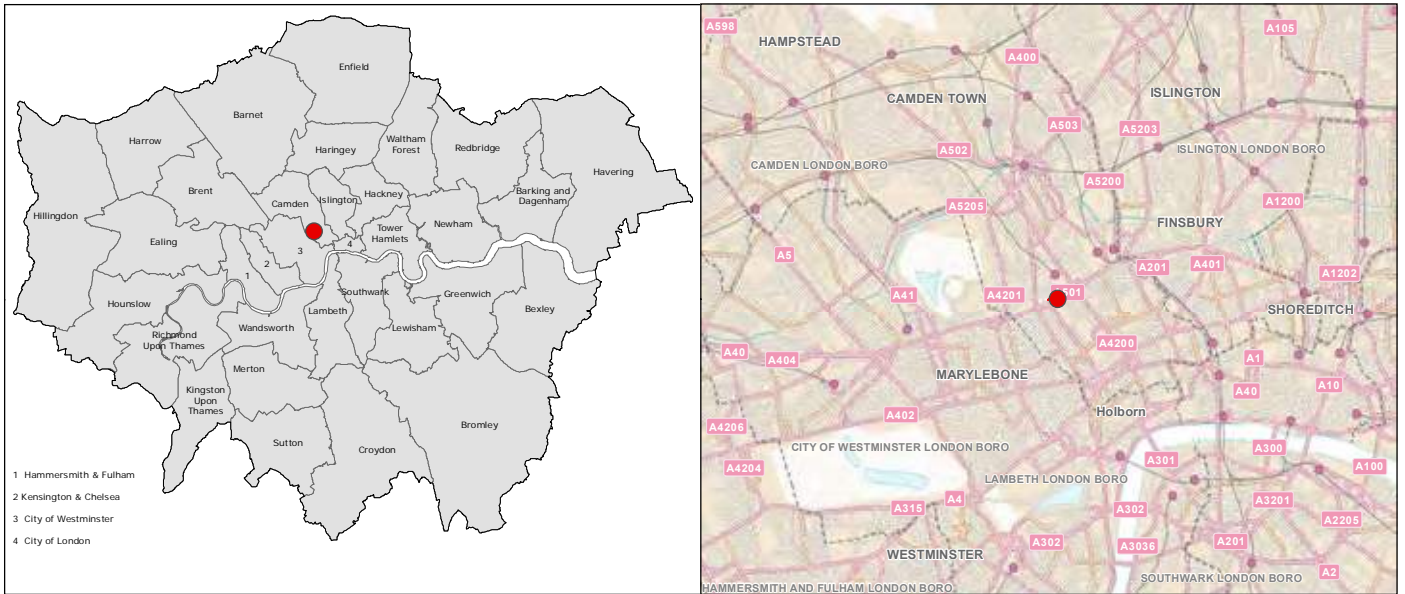 Enfield
Barnet
Harrow
Haringey
Waltham
Forest
Redbridge
Havering
Brent
Camden
Islington
Hackney
Barking and
Dagenham
Hillingdon
Ealing
Tower
Hamlets
Newham
1
2
3
4
Hounslow
Southwark
Greenwich
Bexley
Lambeth
Wandsworth
Lewisham
Richmond
Upon Thames
Merton
Kingston
Upon
Thames
Sutton
Croydon
Bromley
1 Hammersmith & Fulham
2 Kensington & Chelsea
3 City of Westminster
4 City of London
A598
HAMPSTEAD
A400
A105
CAMDEN TOWN
ISLINGTON
A503
A5203
A502
ISLINGTON LONDON BORO
CAMDEN LONDON BORO
A5200
A5205
A1200
FINSBURY
A5
A201
A401
A1202
A41
A4201
501
SHOREDITCH
A40
A404
A4200
A1
MARYLEBONE
A10
A40
A402
Holborn
A4206
CITY OF WESTMINSTER LONDON BORO
A300
A4204
A301
A100
LAMBETH LONDON BORO
A4
A315
A302
A3201
A2205
A302
A3036
A201
WESTMINSTER
A2
SOUTHWARK LONDON BORO
HAMMERSMITH AND FULHAM LONDON BORO